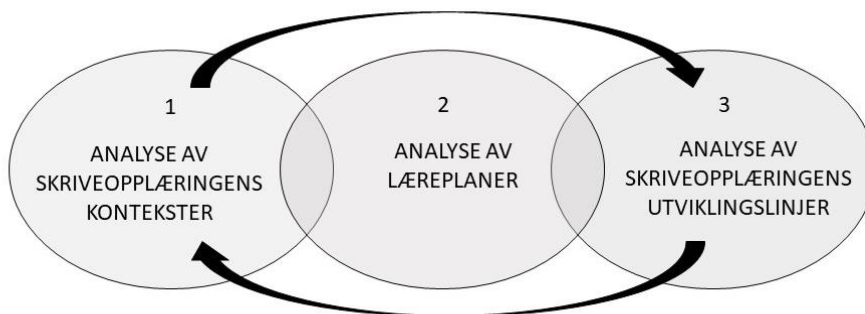 1
ANALYSE AV
SKRIVEOPPLÆRINGENS
KONTEKSTER
2
ANALYSE AV
LÆREPLANER
3
ANALYSE AV
SKRIVEOPPLÆRINGENS
UTVIKLINGSLINJER